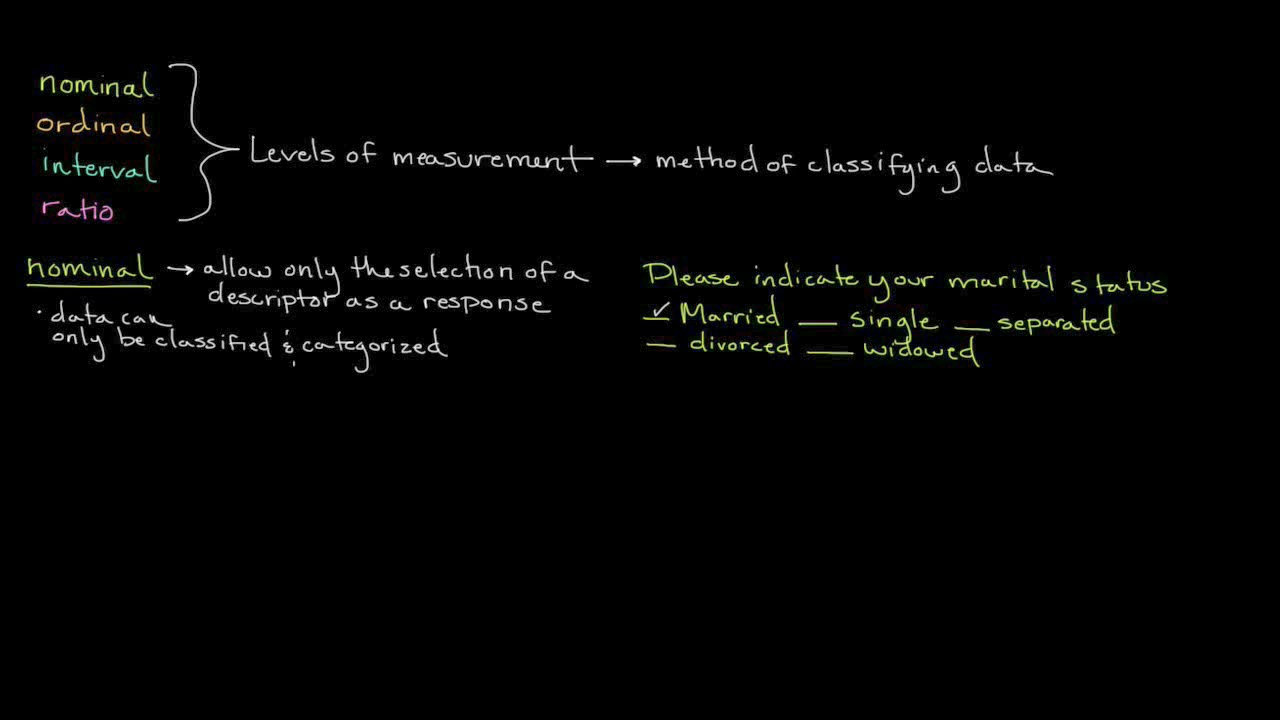 nominal
ordinal
interval
ratio
Levels of measurement → method of classifying data
nominal → allow only the selection of a
descriptor as a response
· data can
only be classified & categorized
Please indicate your marital status
✓ Married __ single __ separated
__ divorced __ widowed